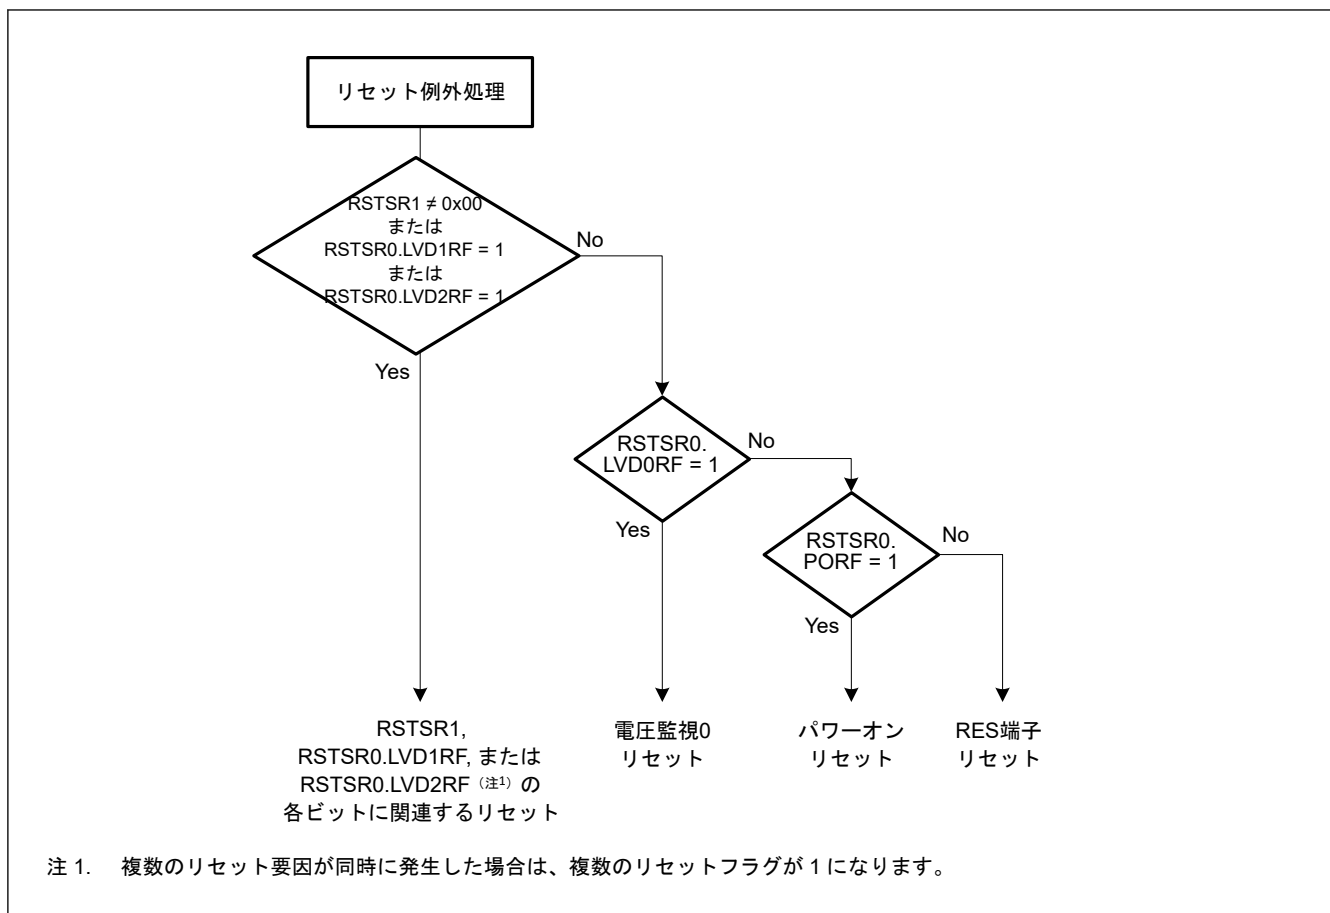 リセット例外処理
RSTSR1 ≠ 0x00
または
RSTSR0.LVD1RF = 1
または
RSTSR0.LVD2RF = 1
No
Yes
RSTSR0.
LVD0RF = 1
No
Yes
RSTSR0.
PORF = 1
No
Yes
RSTSR1,
RSTSR0.LVD1RF, または
RSTSR0.LVD2RF（注1）の
各ビットに関連するリセット
電圧監視0
リセット
パワーオン
リセット
RES端子
リセット
注 1. 複数のリセット要因が同時に発生した場合は、複数のリセットフラグが 1 になります。